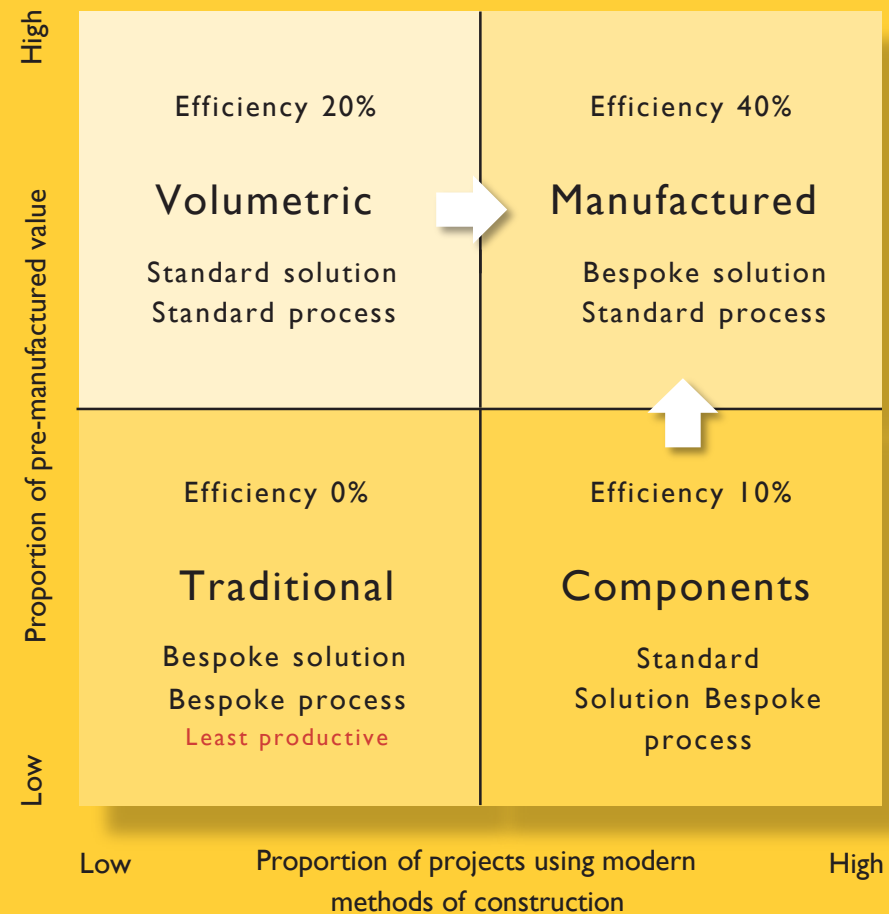 High
Proportion of pre-manufactured value
Low
Efficiency 20%
Volumetric
Standard solution
Standard process
Efficiency 40%
Manufactured
Bespoke solution
Standard process
Efficiency 0%
Traditional
Bespoke solution
Bespoke process
Least productive
Efficiency 10%
Components
Standard
Solution Bespoke
process
Low
Proportion of projects using modern
methods of construction
High